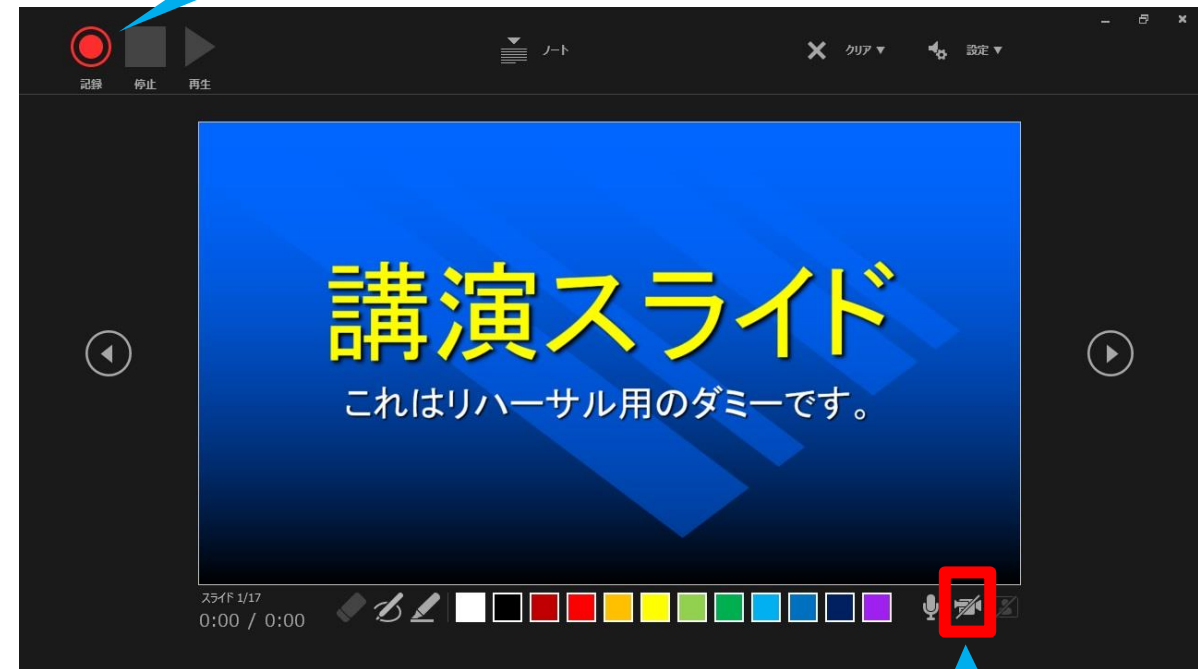 記録 停止 再生
ノート
クリア ▼ 設定 ▼
講演スライド
これはリハーサル用のダミーです。
スライド 1/17
0:00 / 0:00